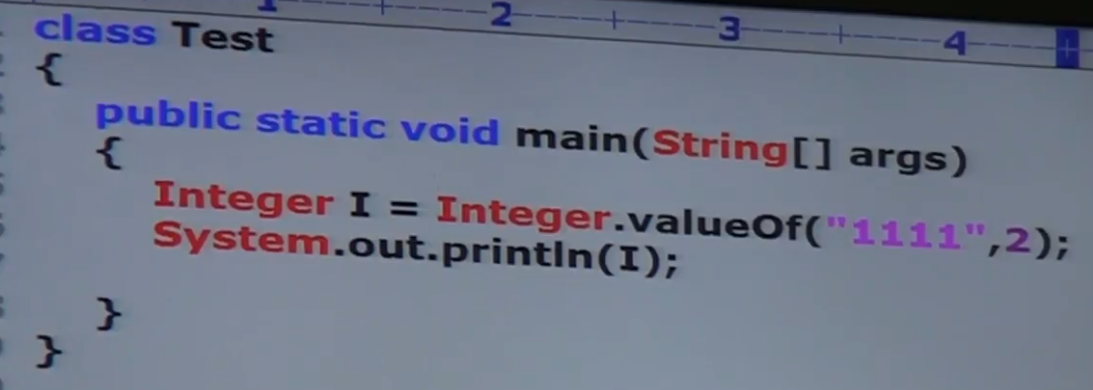 1 2 3 4
class Test
{
public static void main(String[] args)
{
Integer I = Integer.valueOf("1111",2);
System.out.println(I);
}
}